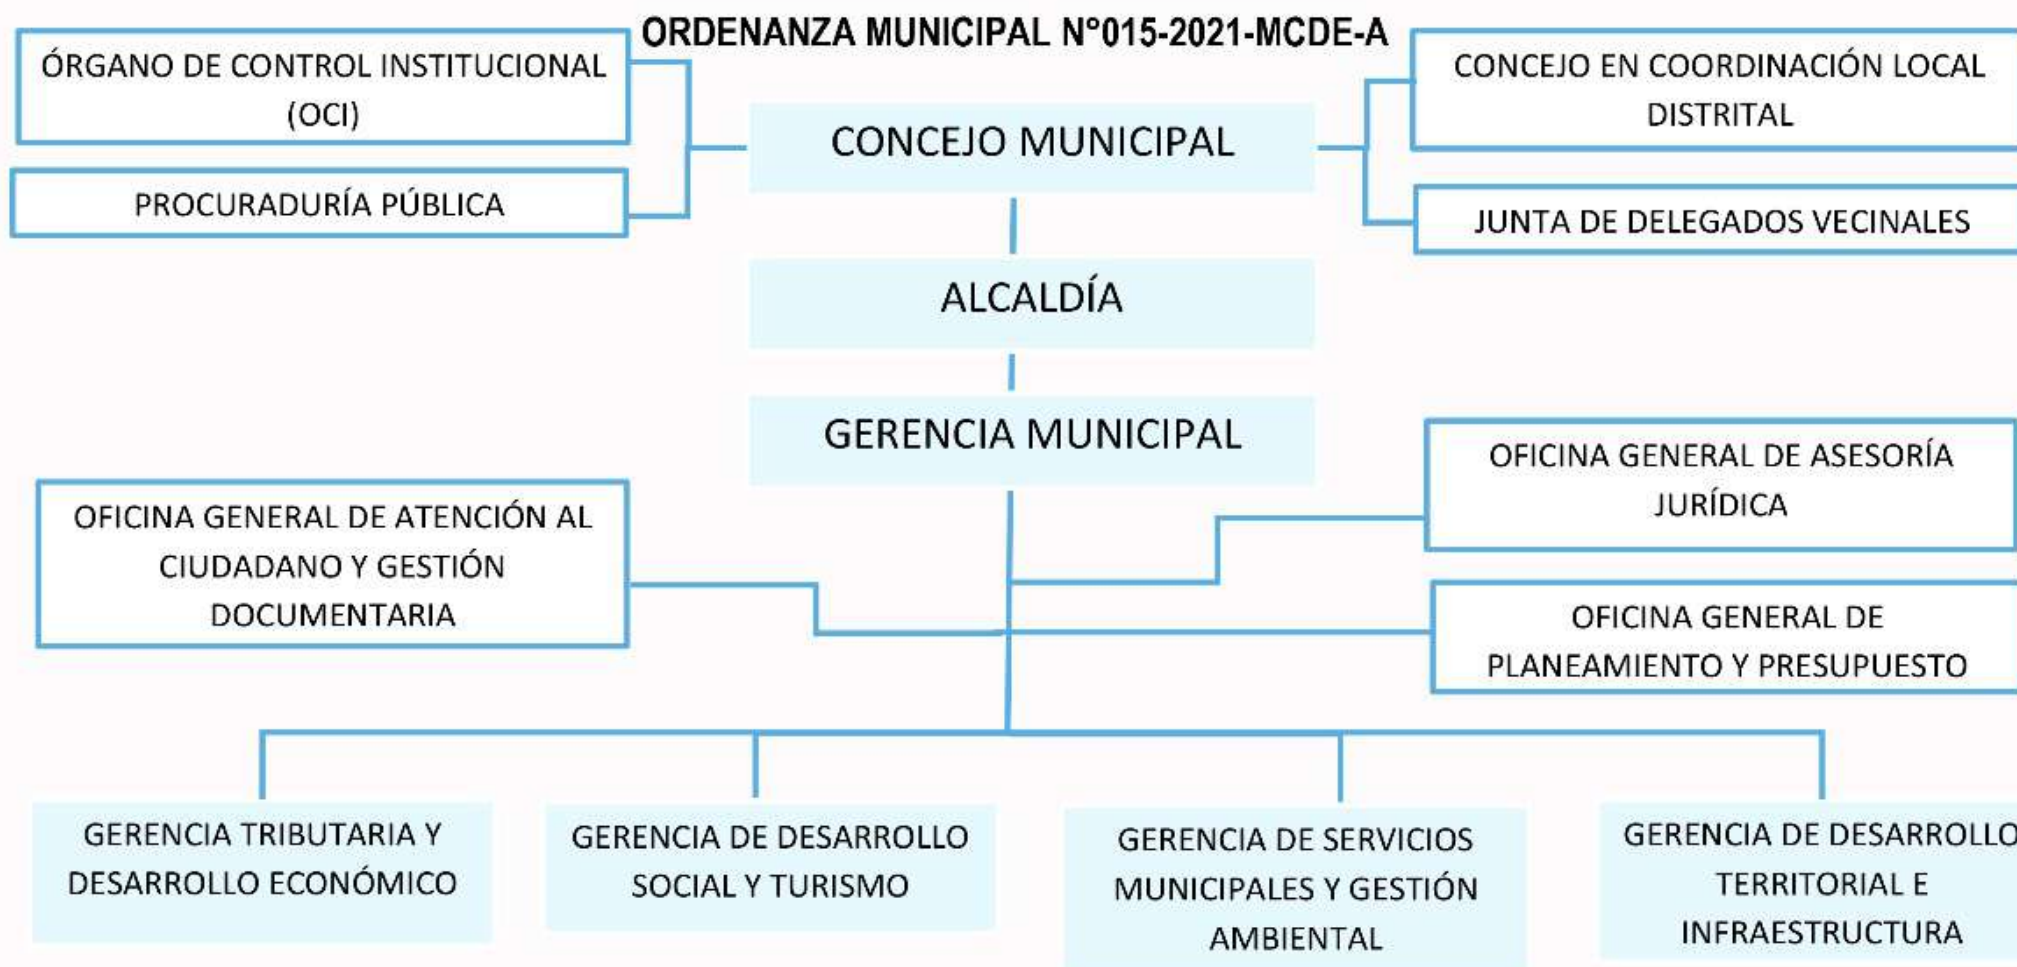 ORDENANZA MUNICIPAL N°015-2021-MCDE-A
ÓRGANO DE CONTROL INSTITUCIONAL
(OCI)
CONCEJO EN COORDINACIÓN LOCAL
DISTRITAL
CONCEJO MUNICIPAL
PROCURADURÍA PÚBLICA
JUNTA DE DELEGADOS VECINALES
ALCALDÍA
GERENCIA MUNICIPAL
OFICINA GENERAL DE ASESORÍA
JURÍDICA
OFICINA GENERAL DE ATENCIÓN AL
CIUDADANO Y GESTIÓN
DOCUMENTARIA
OFICINA GENERAL DE
PLANEAMIENTO Y PRESUPUESTO
GERENCIA TRIBUTARIA Y
DESARROLLO ECONÓMICO
GERENCIA DE DESARROLLO
SOCIAL Y TURISMO
GERENCIA DE SERVICIOS
MUNICIPALES Y GESTIÓN
AMBIENTAL
GERENCIA DE DESARROLLO
TERRITORIAL E
INFRAESTRUCTURA